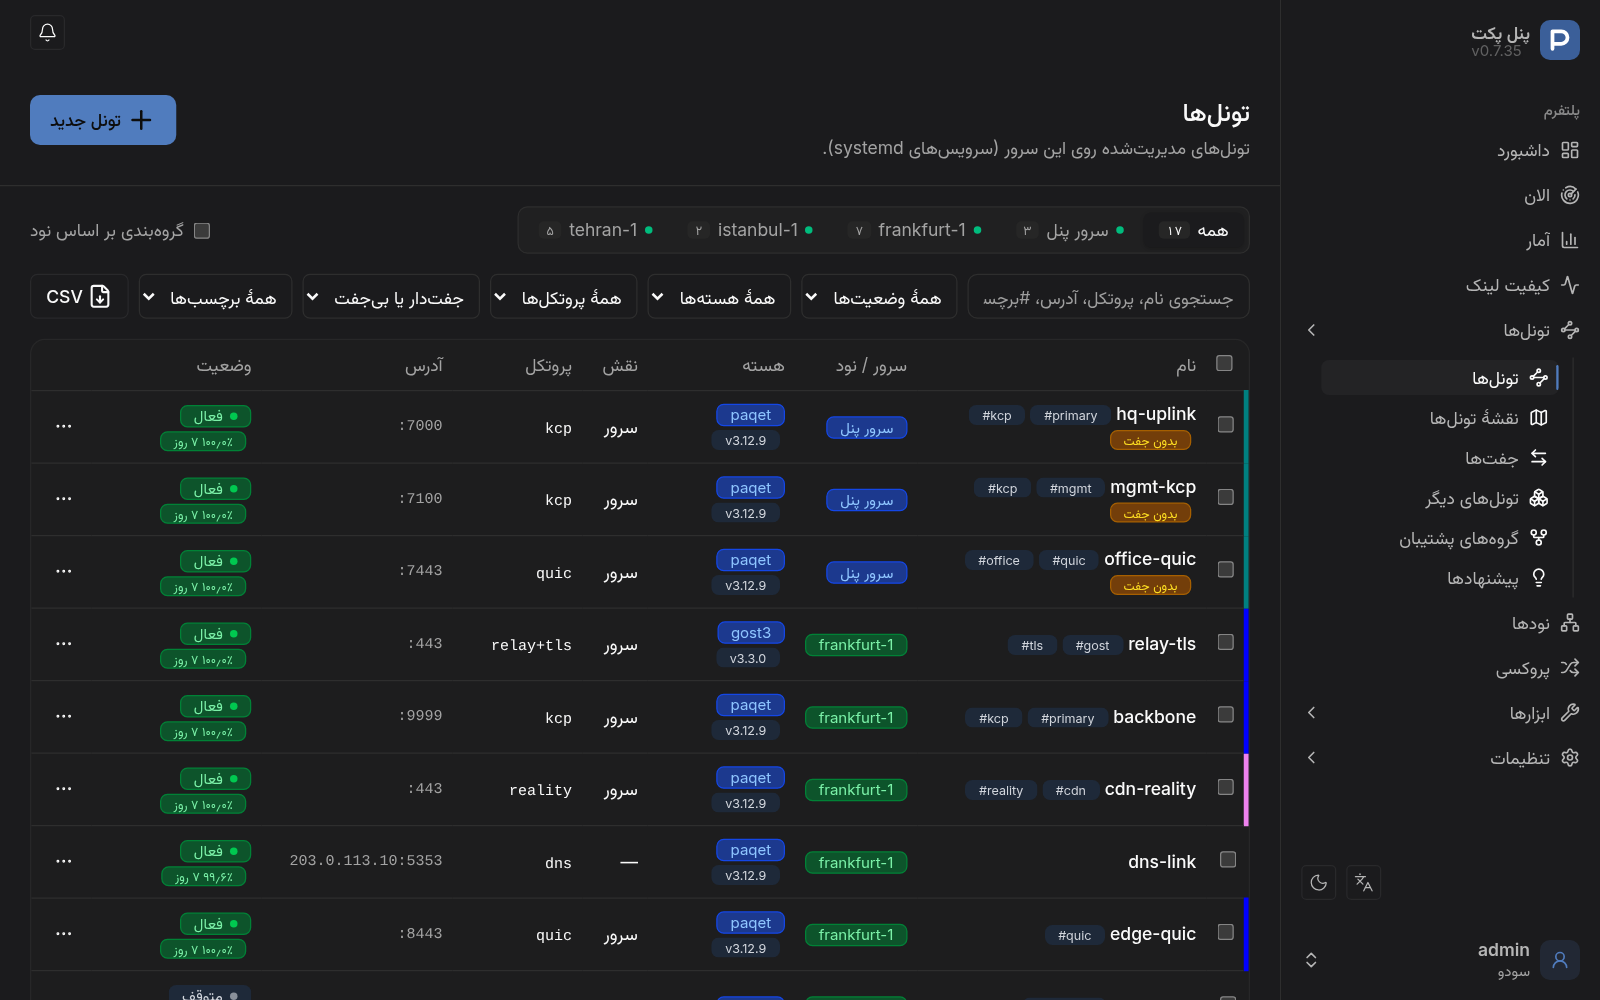 پنل پکت
v0.7.35
پلتفرم
داشبورد
الان
آمار
کیفیت لینک
تونل‌ها
تونل‌ها
نقشهٔ تونل‌ها
جفت‌ها
تونل‌های دیگر
گروه‌های پشتیبان
پیشنهادها
نودها
پروکسی
ابزارها
تنظیمات
admin
سودو
تونل‌ها
تونل‌های مدیریت‌شده روی این سرور (سرویس‌های systemd).
تونل جدید
همه ۱۷ سرور پنل ۳ frankfurt-1 ۷ istanbul-1 ۲ tehran-1 ۵
گروه‌بندی بر اساس نود
جستجوی نام، پروتکل، آدرس، #برچس همهٔ وضعیت‌ها همهٔ هسته‌ها همهٔ پروتکل‌ها جفت‌دار یا بی‌جفت همهٔ برچسب‌ها CSV
نام سرور / نود هسته نقش پروتکل آدرس وضعیت
hq-uplink #primary #kcp بدون جفت سرور پنل paqet v3.12.9 سرور kcp :7000 فعال ۱۰۰٫۰٪ ۷ روز
mgmt-kcp #mgmt #kcp بدون جفت سرور پنل paqet v3.12.9 سرور kcp :7100 فعال ۱۰۰٫۰٪ ۷ روز
office-quic #quic #office بدون جفت سرور پنل paqet v3.12.9 سرور quic :7443 فعال ۱۰۰٫۰٪ ۷ روز
relay-tls #gost #tls frankfurt-1 gost3 v3.3.0 سرور relay+tls :443 فعال ۱۰۰٫۰٪ ۷ روز
backbone #primary #kcp frankfurt-1 paqet v3.12.9 سرور kcp :9999 فعال ۱۰۰٫۰٪ ۷ روز
cdn-reality #cdn #reality frankfurt-1 paqet v3.12.9 سرور reality :443 فعال ۱۰۰٫۰٪ ۷ روز
dns-link frankfurt-1 paqet v3.12.9 — dns 203.0.113.10:5353 فعال ۹۹٫۶٪ ۷ روز
edge-quic #quic frankfurt-1 paqet v3.12.9 سرور quic :8443 فعال ۱۰۰٫۰٪ ۷ روز
متوقف